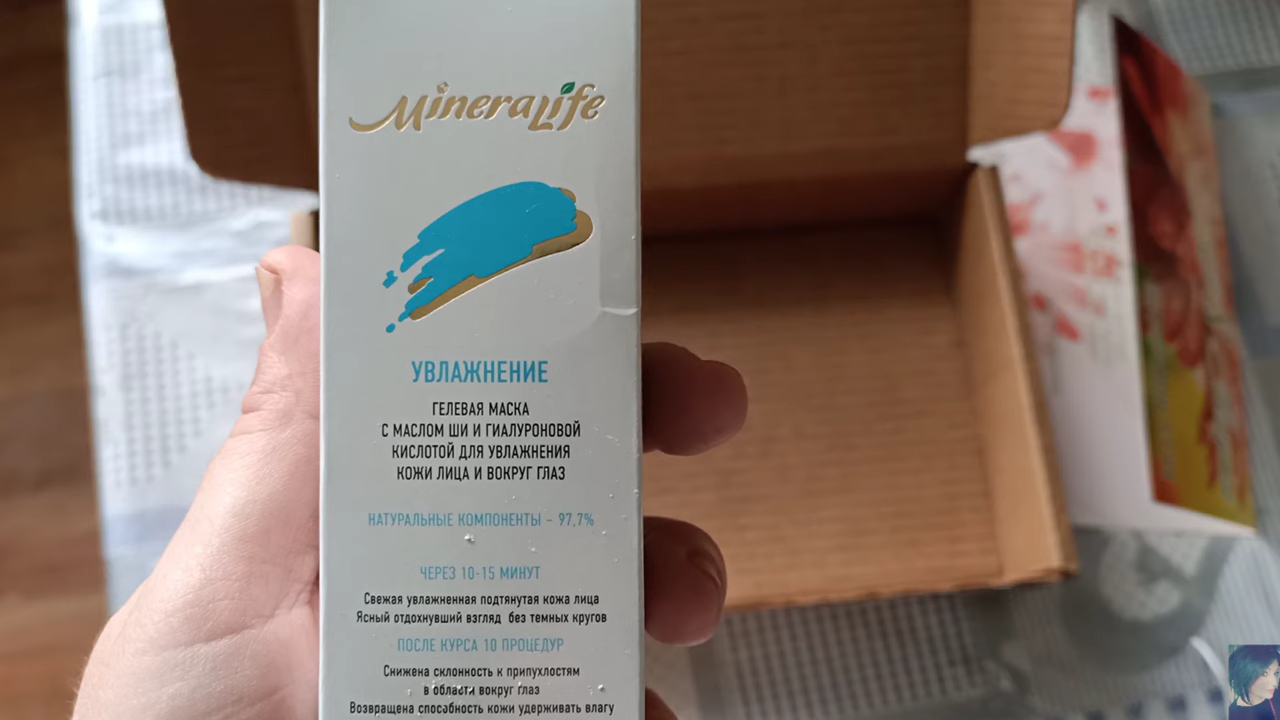 MineraLife
УВЛАЖНЕНИЕ
ГЕЛЕВАЯ МАСКА
С МАСЛОМ ШИ И ГИАЛУРОНОВОЙ
КИСЛОТОЙ ДЛЯ УВЛАЖНЕНИЯ
КОЖИ ЛИЦА И ВОКРУГ ГЛАЗ
НАТУРАЛЬНЫЕ КОМПОНЕНТЫ – 97,7%
ЧЕРЕЗ 10-15 МИНУТ
Свежая увлажненная подтянутая кожа лица
Ясный отдохнувший взгляд без темных кругов
ПОСЛЕ КУРСА 10 ПРОЦЕДУР
Снижена склонность к припухлостям
в области вокруг глаз
Возвращена способность кожи удерживать влагу